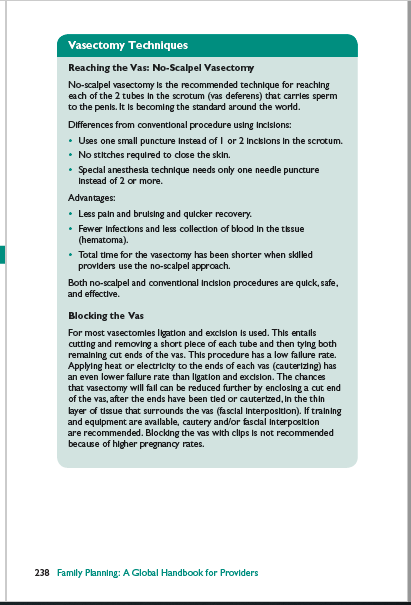 Vasectomy Techniques
Reaching the Vas: No-Scalpel Vasectomy
No-scalpel vasectomy is the recommended technique for reaching
each of the 2 tubes in the scrotum (vas deferens) that carries sperm
to the penis. It is becoming the standard around the world.
Differences from conventional procedure using incisions:
• Uses one small puncture instead of 1 or 2 incisions in the scrotum.
• No stitches required to close the skin.
• Special anesthesia technique needs only one needle puncture
instead of 2 or more.
Advantages:
• Less pain and bruising and quicker recovery.
• Fewer infections and less collection of blood in the tissue
(hematoma).
• Total time for the vasectomy has been shorter when skilled
providers use the no-scalpel approach.
Both no-scalpel and conventional incision procedures are quick, safe,
and effective.
Blocking the Vas
For most vasectomies ligation and excision is used. This entails
cutting and removing a short piece of each tube and then tying both
remaining cut ends of the vas. This procedure has a low failure rate.
Applying heat or electricity to the ends of each vas (cauterizing) has
an even lower failure rate than ligation and excision. The chances
that vasectomy will fail can be reduced further by enclosing a cut end
of the vas, after the ends have been tied or cauterized, in the thin
layer of tissue that surrounds the vas (fascial interposition). If training
and equipment are available, cautery and/or fascial interposition
are recommended. Blocking the vas with clips is not recommended
because of higher pregnancy rates.
238 Family Planning: A Global Handbook for Providers